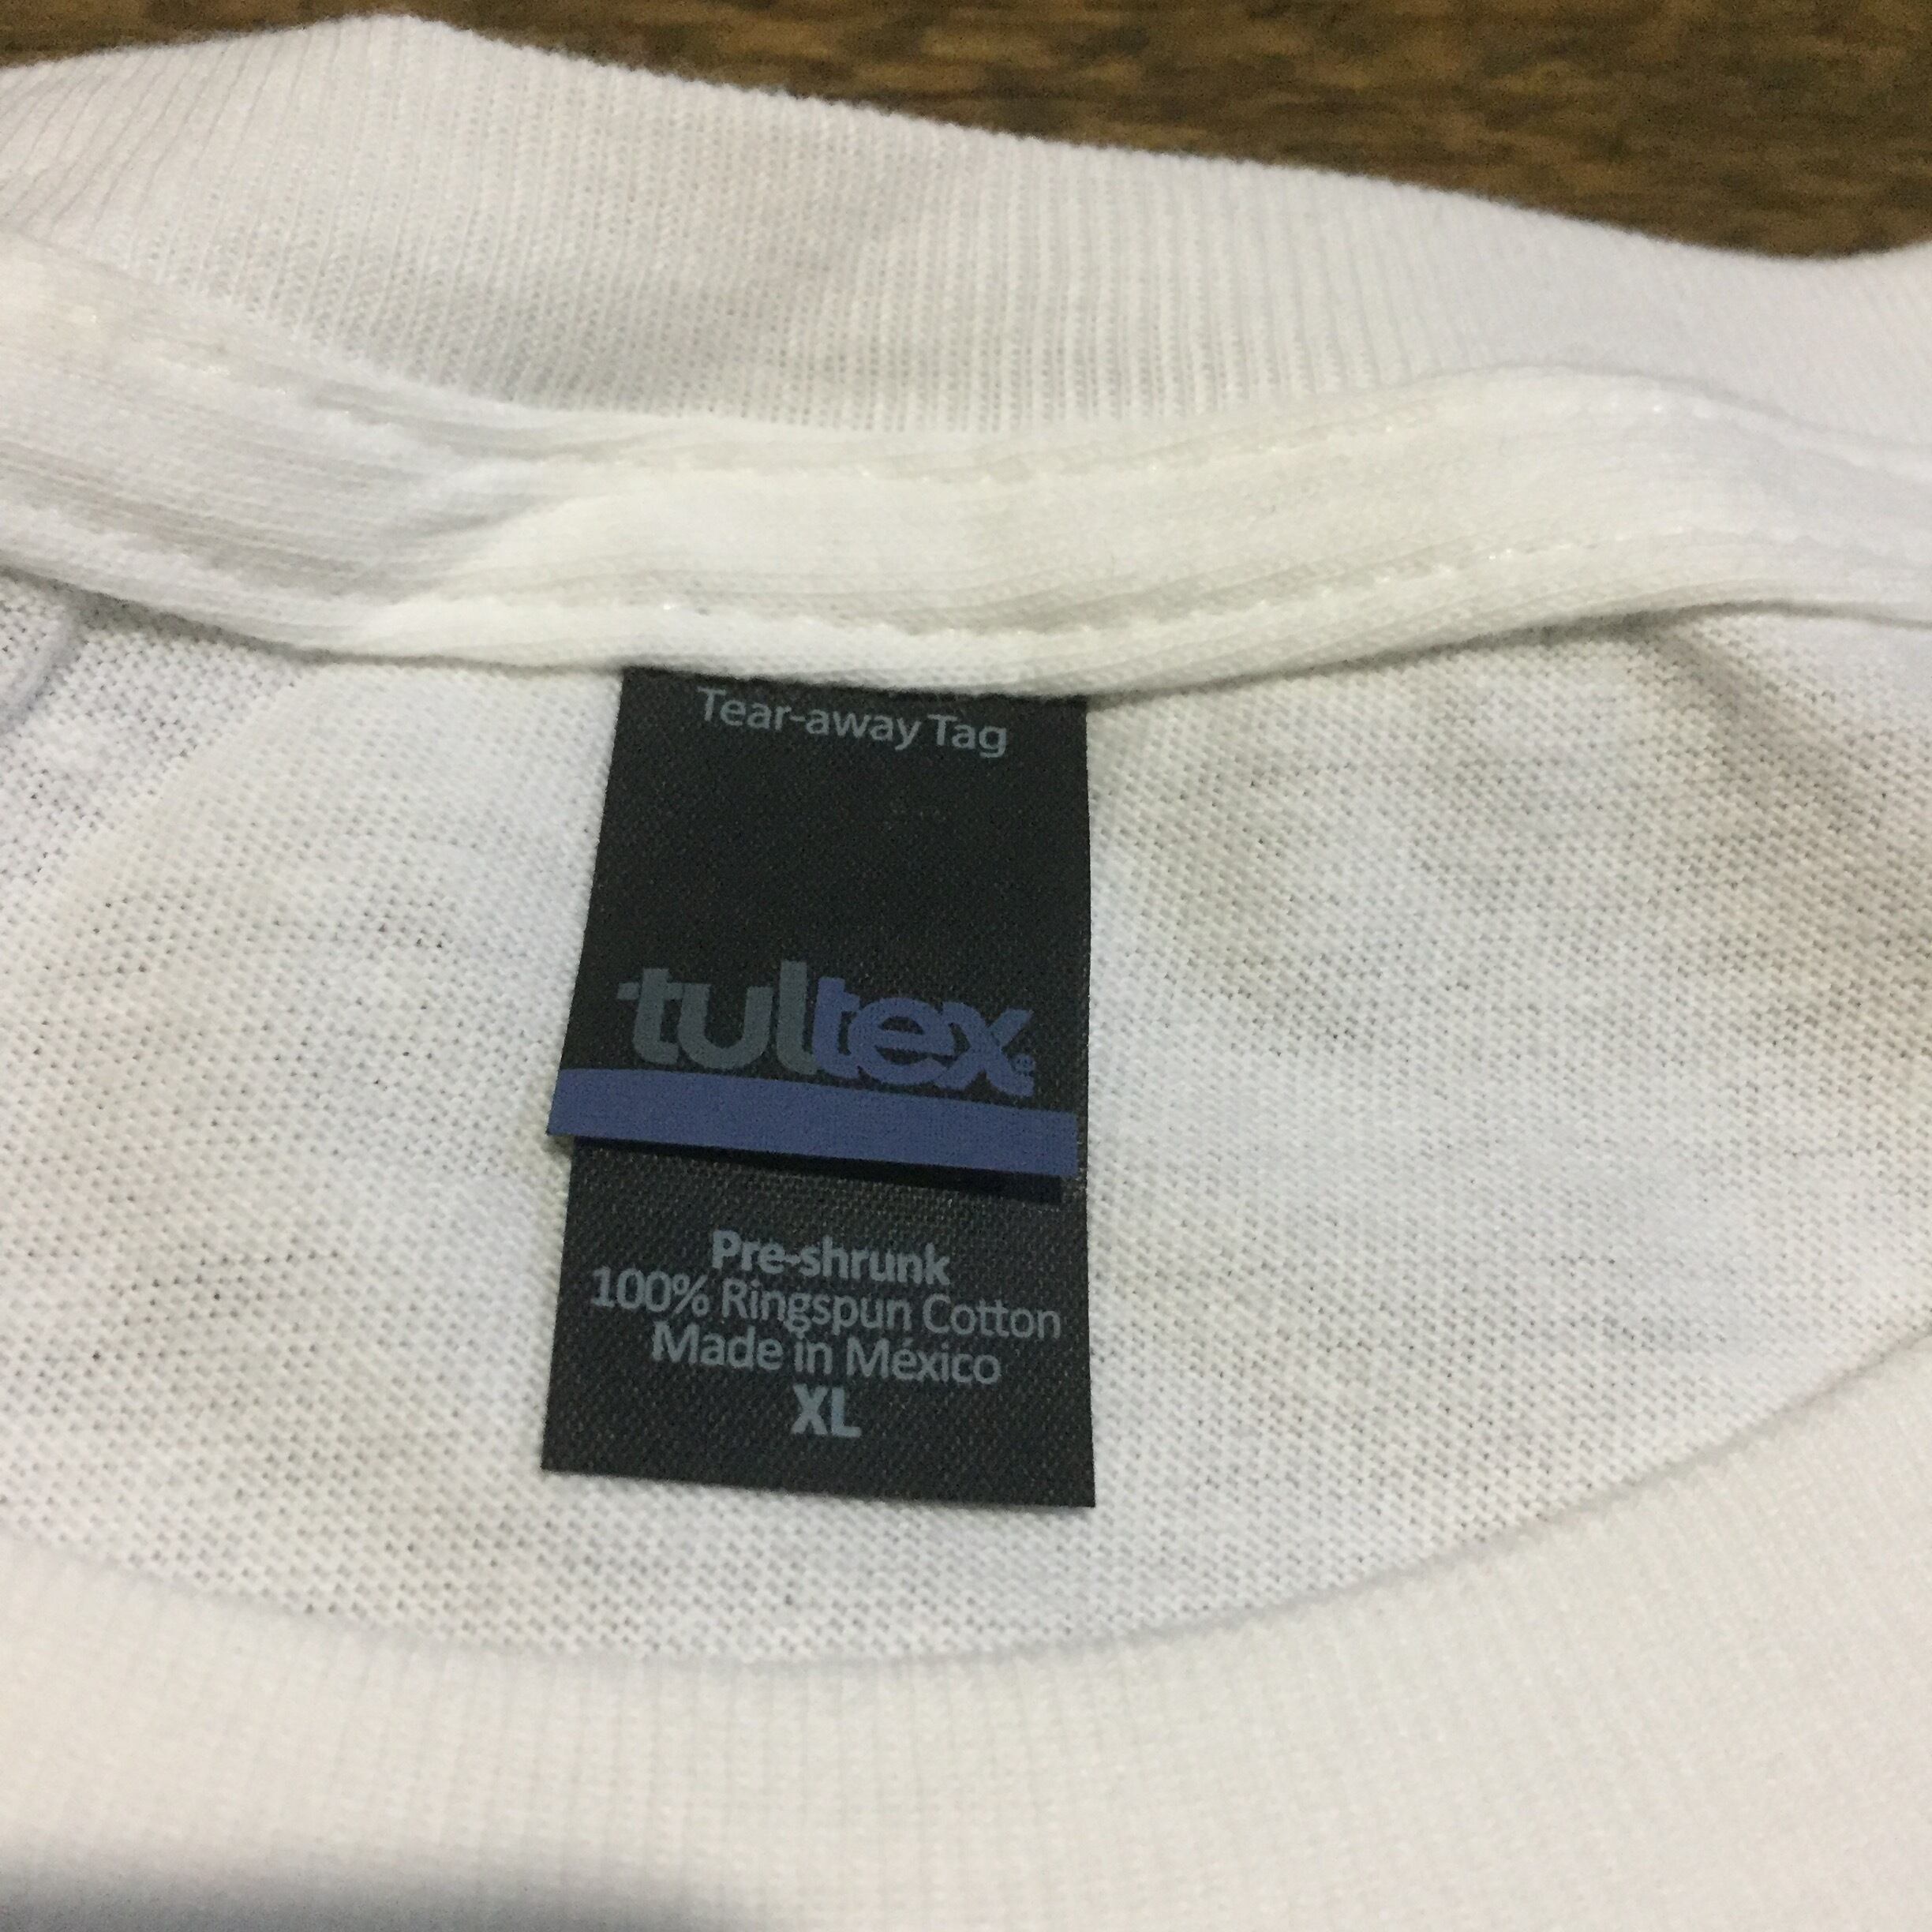 Tear-away Tag
tultex
Pre-shrunk
100% Ringspun Cotton
Made in México
XL